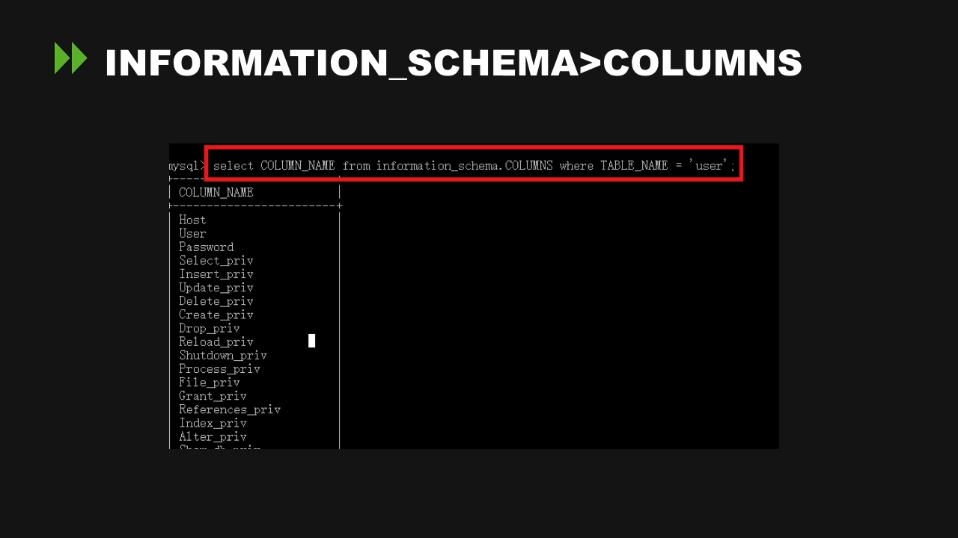 INFORMATION_SCHEMA>COLUMNS
mysql> select COLUMN_NAME from information_schema.COLUMNS where TABLE_NAME = 'user';
COLUMN_NAME
Host
User
Password
Select_priv
Insert_priv
Update_priv
Delete_priv
Create_priv
Drop_priv
Reload_priv
Shutdown_priv
Process_priv
File_priv
Grant_priv
References_priv
Index_priv
Alter_priv